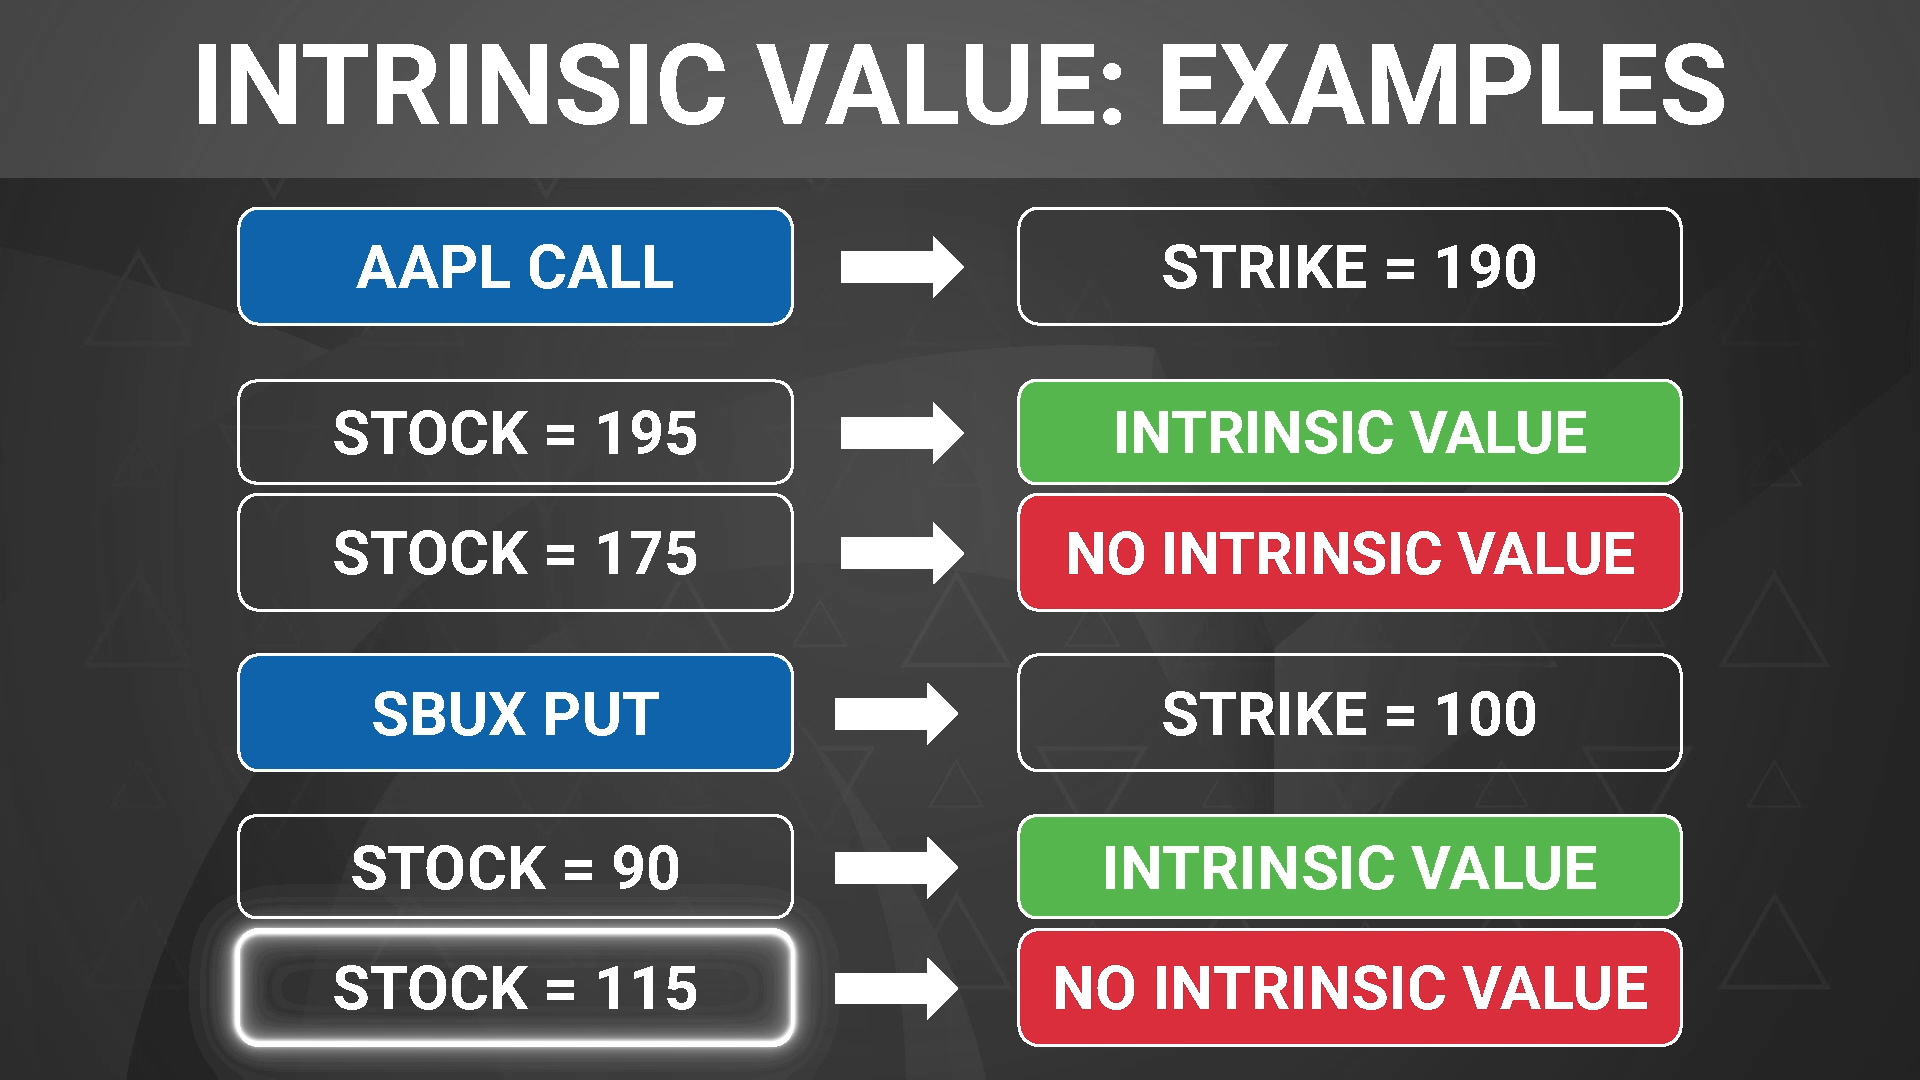 INTRINSIC VALUE: EXAMPLES
AAPL CALL
STRIKE = 190
STOCK = 195
INTRINSIC VALUE
STOCK = 175
NO INTRINSIC VALUE
SBUX PUT
STRIKE = 100
STOCK = 90
INTRINSIC VALUE
STOCK = 115
NO INTRINSIC VALUE